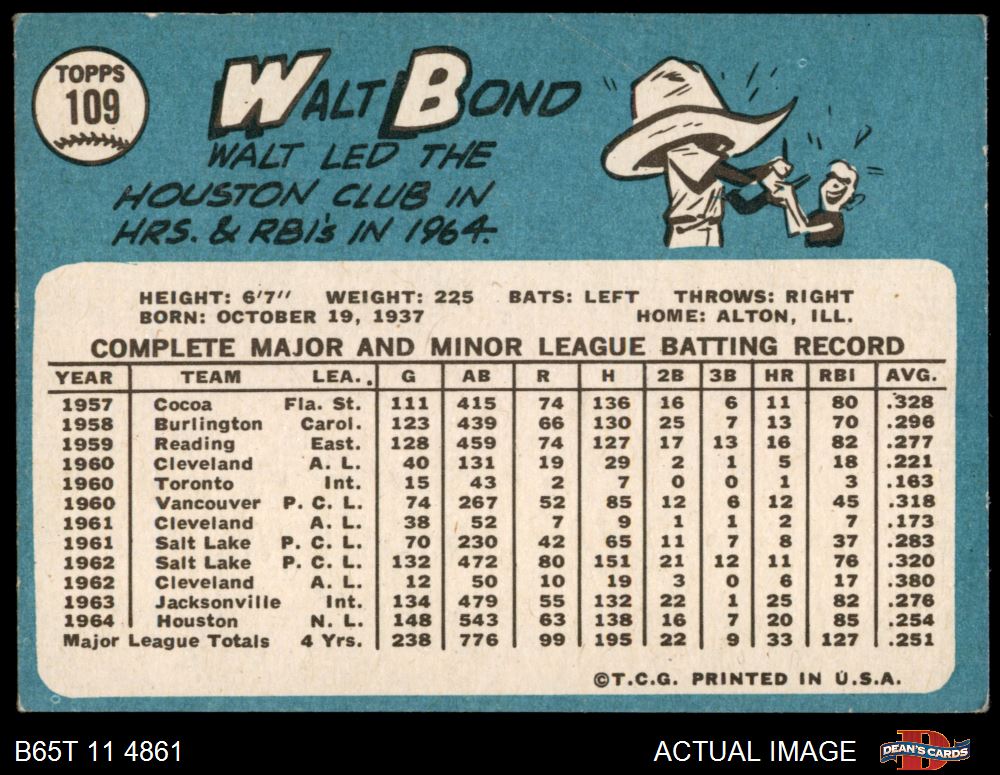 TOPPS
109
WALT BOND
WALT LED THE
HOUSTON CLUB IN
HRS. & RBI's IN 1964.
HEIGHT: 6'7" WEIGHT: 225 BATS: LEFT THROWS: RIGHT
BORN: OCTOBER 19, 1937 HOME: ALTON, ILL.
COMPLETE MAJOR AND MINOR LEAGUE BATTING RECORD
YEAR TEAM LEA. G AB R H 2B 3B HR RBI AVG.
1957 Cocoa Fla. St. 111 415 74 136 16 6 11 80 .328
1958 Burlington Carol. 123 439 66 130 25 7 13 70 .296
1959 Reading East. 128 459 74 127 17 13 16 82 .277
1960 Cleveland A. L. 40 131 19 29 2 1 5 18 .221
1960 Toronto Int. 15 43 2 7 0 0 1 3 .163
1960 Vancouver P. C. L. 74 267 52 85 12 6 12 45 .318
1961 Cleveland A. L. 38 52 7 9 1 1 2 7 .173
1961 Salt Lake P. C. L. 70 230 42 65 11 7 8 37 .283
1962 Salt Lake P. C. L. 132 472 80 151 21 12 11 76 .320
1962 Cleveland A. L. 12 50 10 19 3 0 6 17 .380
1963 Jacksonville Int. 134 479 55 132 22 1 25 82 .276
1964 Houston N. L. 148 543 63 138 16 7 20 85 .254
Major League Totals 4 Yrs. 238 776 99 195 22 9 33 127 .251
©T.C.G. PRINTED IN U.S.A.
B65T 11 4861 ACTUAL IMAGE DEAN'S CARDS